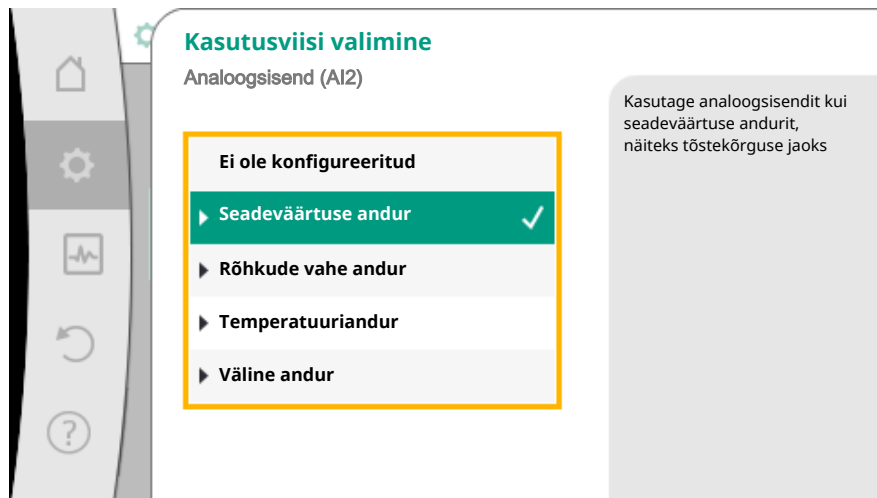 Kasutusviisi valimine
Analoogsisend (AI2)
Ei ole konfigureeritud
Seadeväärtuse andur
Rõhkude vahe andur
Temperatuuriandur
Väline andur
Kasutage analoogsisendit kui
seadeväärtuse andurit,
näiteks tõstekõrguse jaoks
?